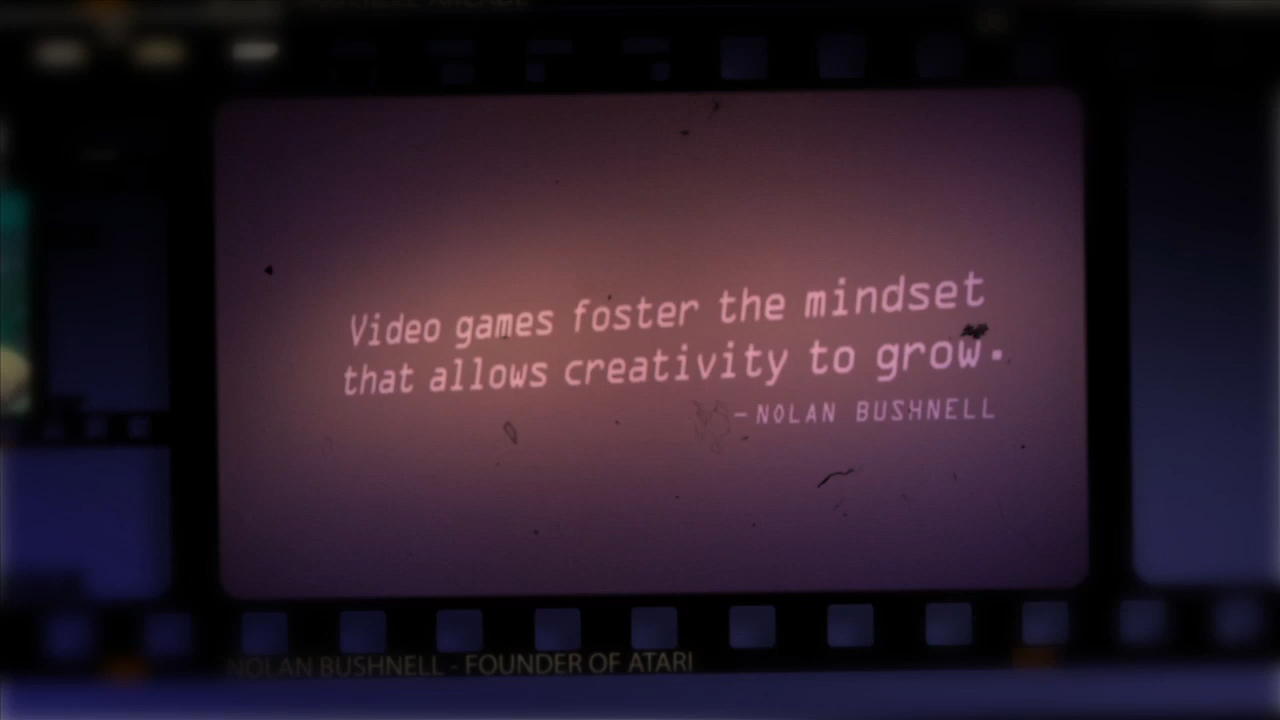 Video games foster the mindset
that allows creativity to grow.
—NOLAN BUSHNELL
NOLAN BUSHNELL - FOUNDER OF ATARI